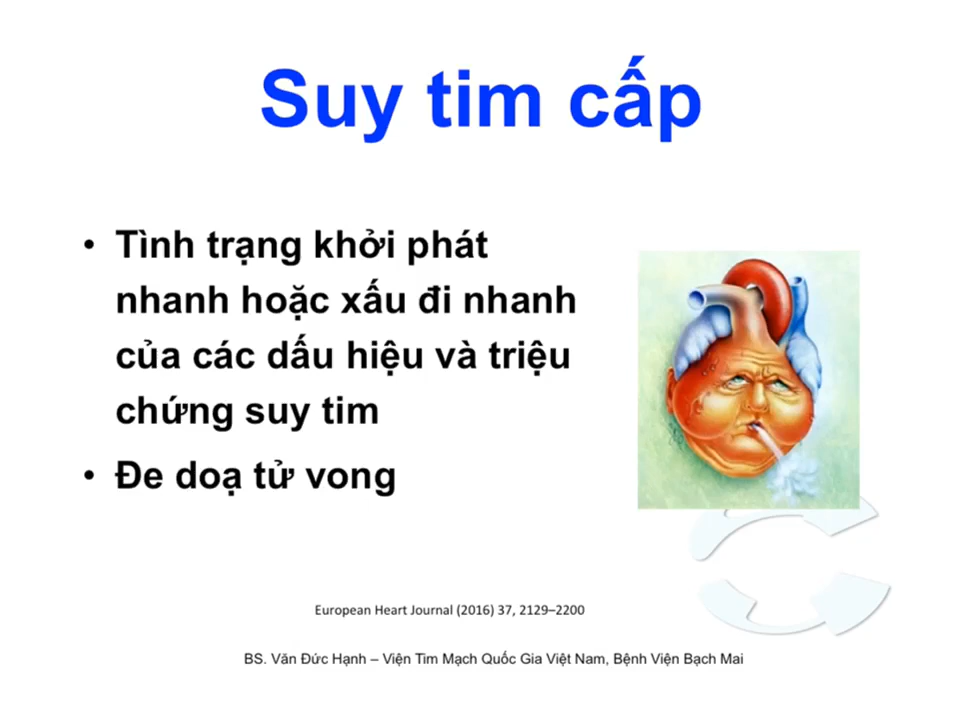 Suy tim cấp
• Tình trạng khởi phát
nhanh hoặc xấu đi nhanh
của các dấu hiệu và triệu
chứng suy tim
• Đe doạ tử vong
European Heart Journal (2016) 37, 2129–2200
BS. Văn Đức Hạnh – Viện Tim Mạch Quốc Gia Việt Nam, Bệnh Viện Bạch Mai